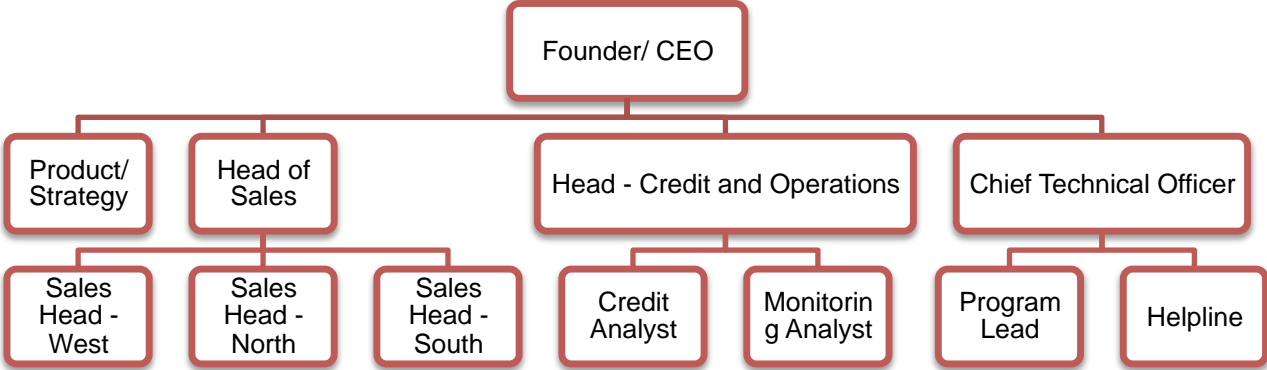 Founder/ CEO
Product/
Strategy
Head of
Sales
Head - Credit and Operations
Chief Technical Officer
Sales
Head -
West
Sales
Head -
North
Sales
Head -
South
Credit
Analyst
Monitorin
g Analyst
Program
Lead
Helpline